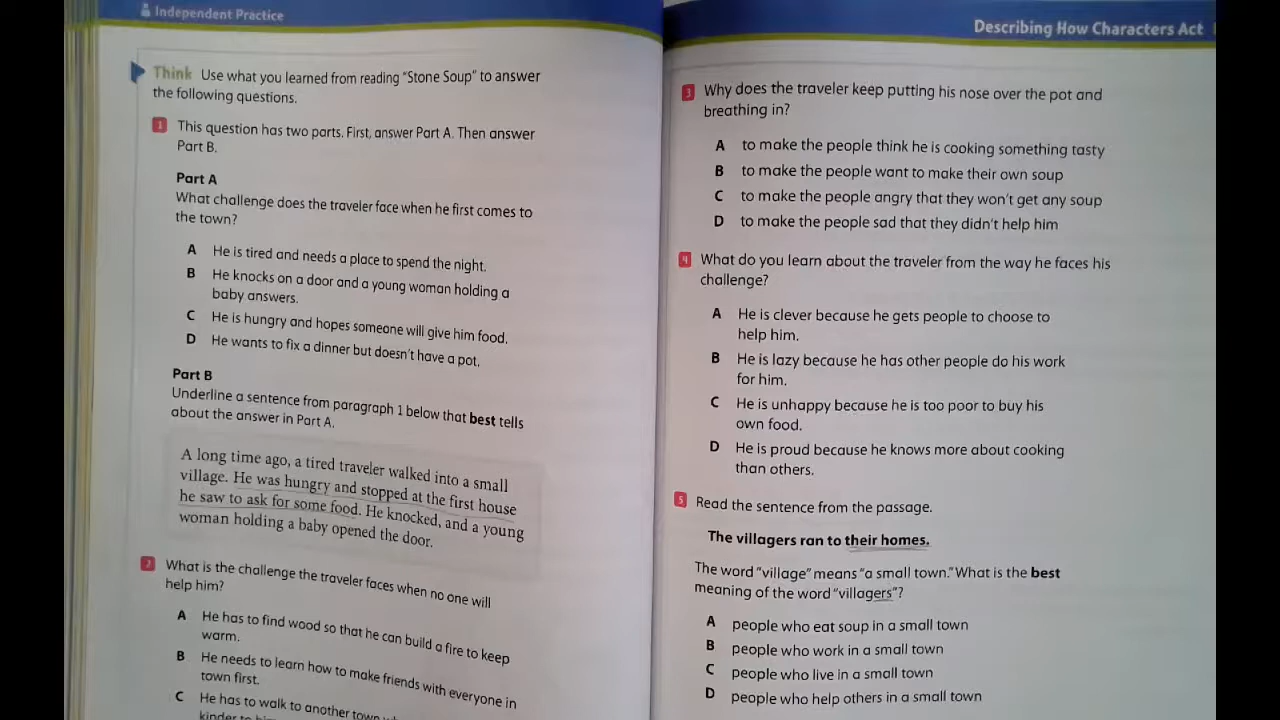 Independent Practice
Think Use what you learned from reading "Stone Soup" to answer
the following questions.
1 This question has two parts. First, answer Part A. Then answer
Part B.
Part A
What challenge does the traveler face when he first comes to
the town?
A He is tired and needs a place to spend the night.
B He knocks on a door and a young woman holding a
baby answers.
C He is hungry and hopes someone will give him food.
D He wants to fix a dinner but doesn't have a pot.
Part B
Underline a sentence from paragraph 1 below that best tells
about the answer in Part A.
A long time ago, a tired traveler walked into a small
village. He was hungry and stopped at the first house
he saw to ask for some food. He knocked, and a young
woman holding a baby opened the door.
2 What is the challenge the traveler faces when no one will
help him?
A He has to find wood so that he can build a fire to keep
warm.
B He needs to learn how to make friends with everyone in
town first.
C He has to walk to another town
kinder to
Describing How Characters Act
3 Why does the traveler keep putting his nose over the pot and
breathing in?
A to make the people think he is cooking something tasty
B to make the people want to make their own soup
C to make the people angry that they won't get any soup
D to make the people sad that they didn't help him
4 What do you learn about the traveler from the way he faces his
challenge?
A He is clever because he gets people to choose to
help him.
B He is lazy because he has other people do his work
for him.
C He is unhappy because he is too poor to buy his
own food.
D He is proud because he knows more about cooking
than others.
5 Read the sentence from the passage.
The villagers ran to their homes.
The word "village" means "a small town." What is the best
meaning of the word "villagers"?
A people who eat soup in a small town
B people who work in a small town
C people who live in a small town
D people who help others in a small town